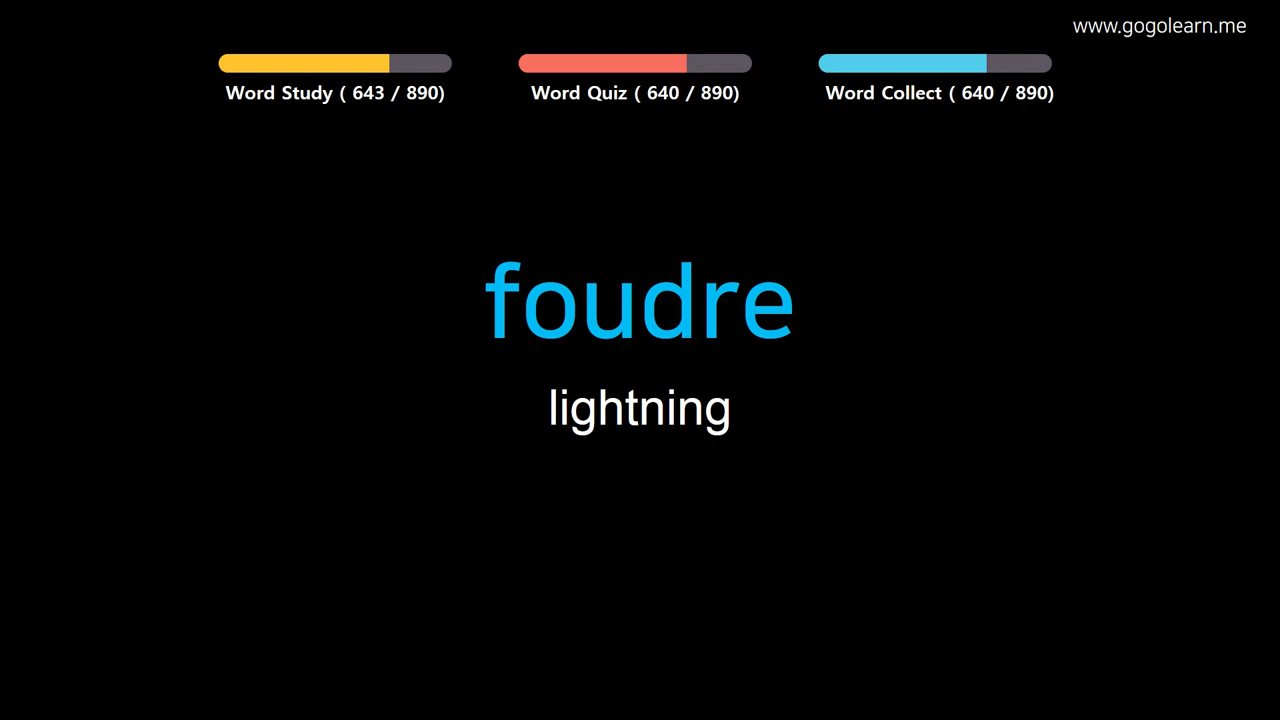 www.gogolearn.me
Word Study ( 643 / 890)
Word Quiz ( 640 / 890)
Word Collect ( 640 / 890)
foudre
lightning